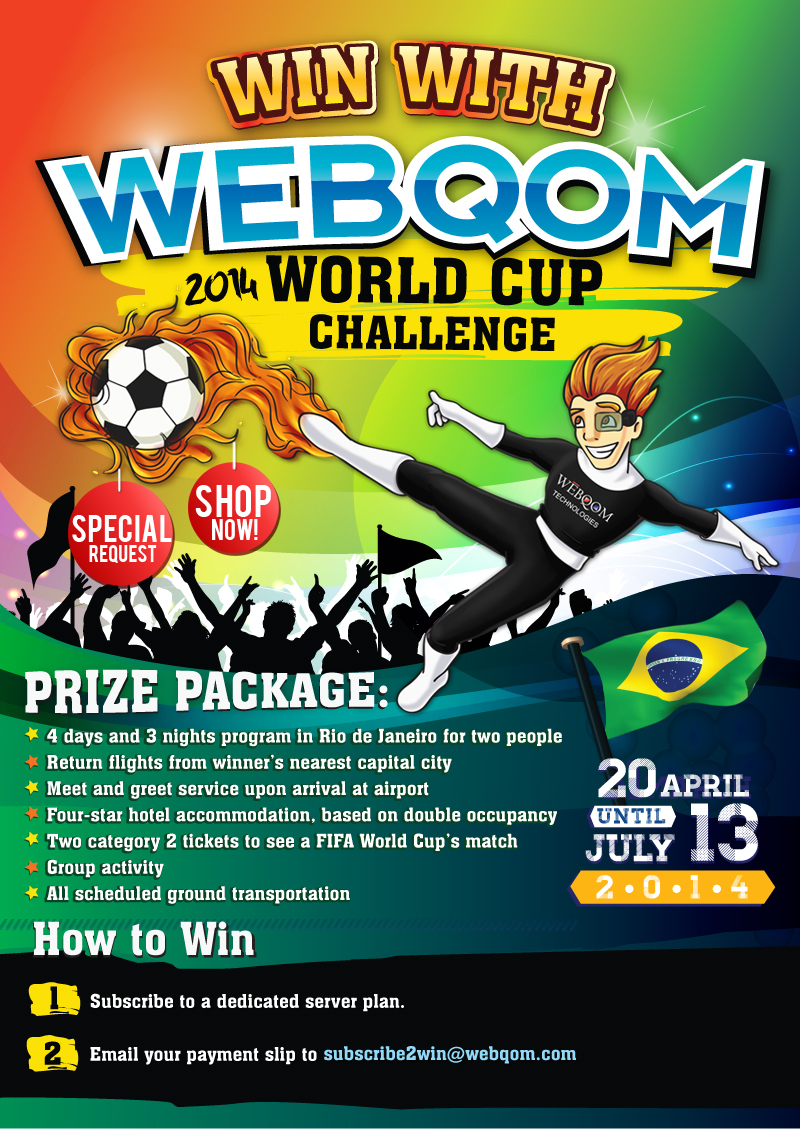 WIN WITH
WEBQOM
2014 WORLD CUP
CHALLENGE
SPECIAL
REQUEST
SHOP
NOW!
WEBQOM
TECHNOLOGIES
PRIZE PACKAGE:
4 days and 3 nights program in Rio de Janeiro for two people
Return flights from winner's nearest capital city
Meet and greet service upon arrival at airport
Four-star hotel accommodation, based on double occupancy
Two category 2 tickets to see a FIFA World Cup's match
Group activity
All scheduled ground transportation
20 APRIL
UNTIL
JULY 13
2•0•1•4
How to Win
1 Subscribe to a dedicated server plan.
2 Email your payment slip to subscribe2win@webqom.com